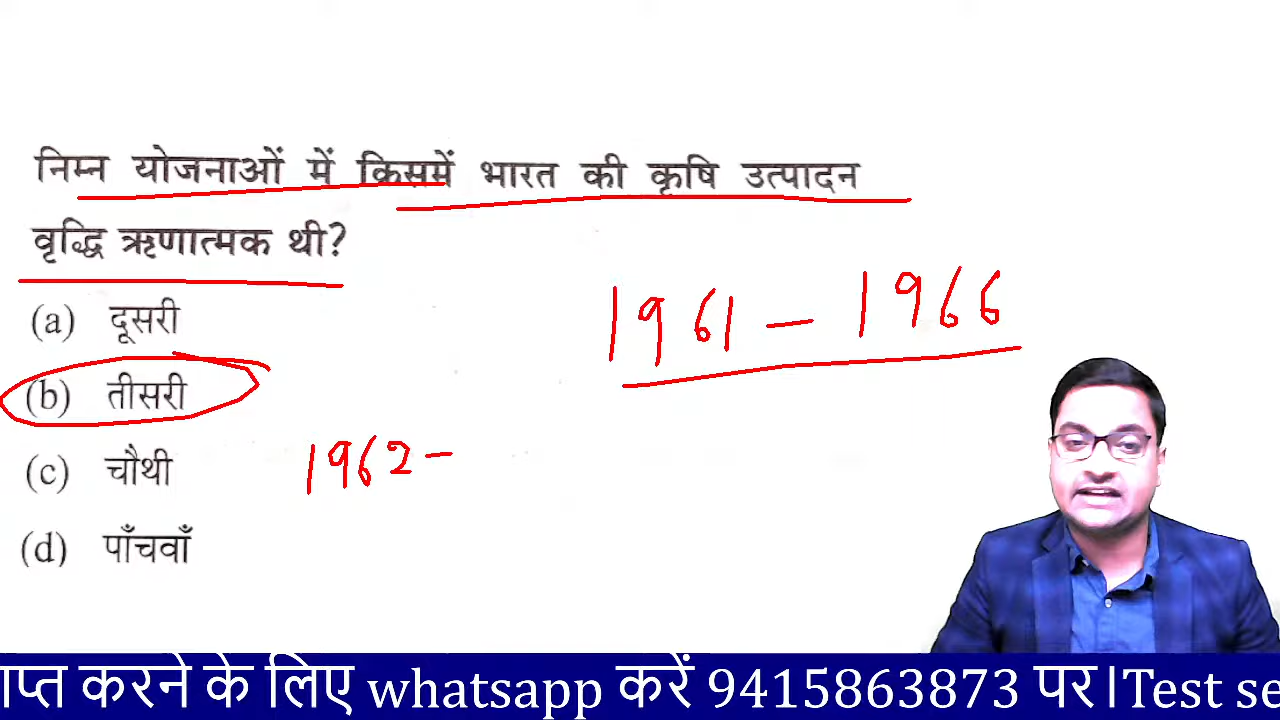 निम्न योजनाओं में किसमें भारत की कृषि उत्पादन
वृद्धि ऋणात्मक थी?
(a) दूसरी
(b) तीसरी
(c) चौथी
(d) पाँचवाँ
1961 - 1966
1962 -
करने के लिए whatsapp करें 9415863873 पर।Test